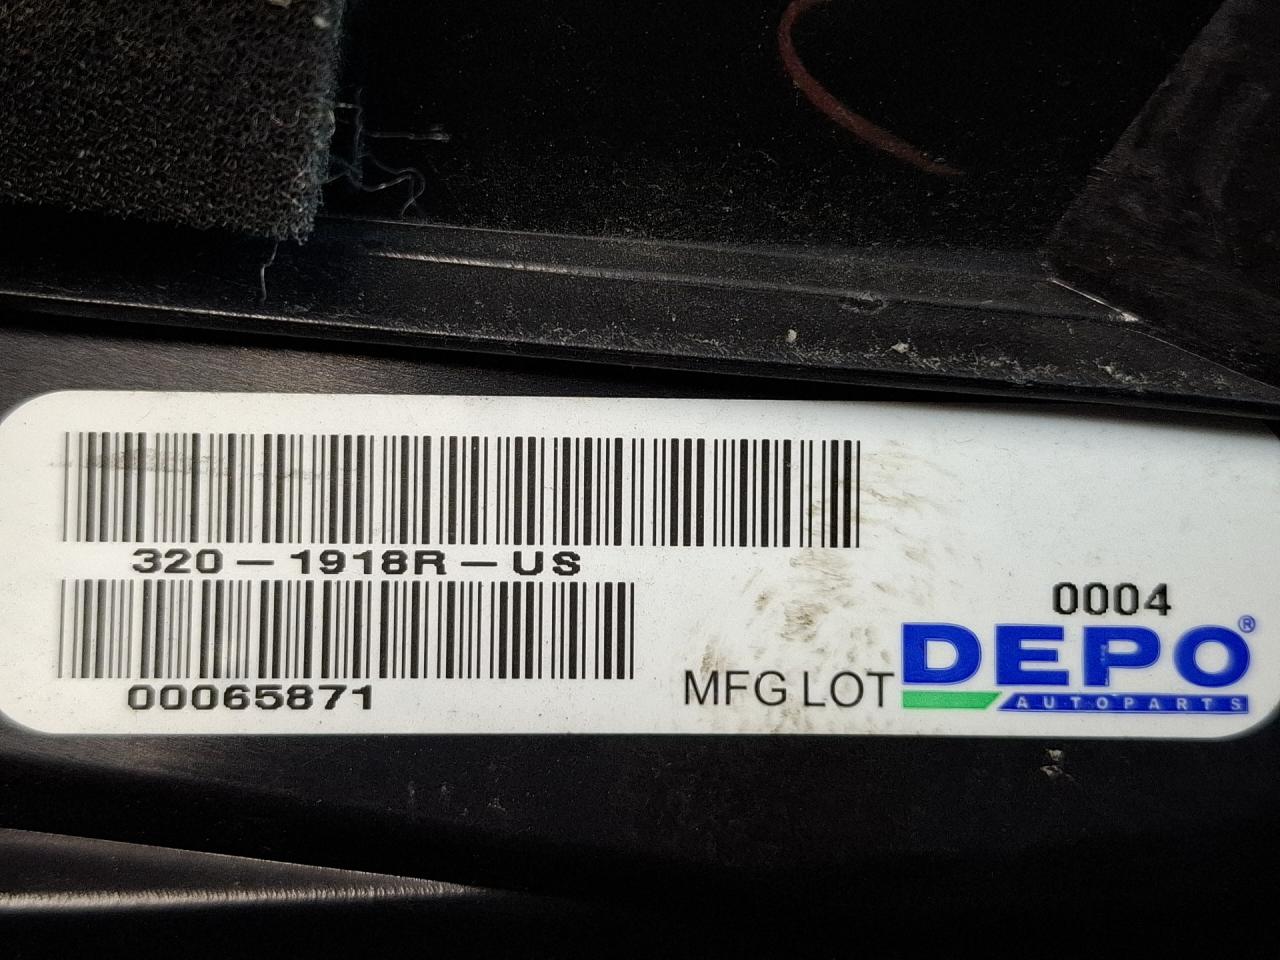 320-1918R-US
00065871
0004
MFG LOT
DEPO®
AUTOPARTS